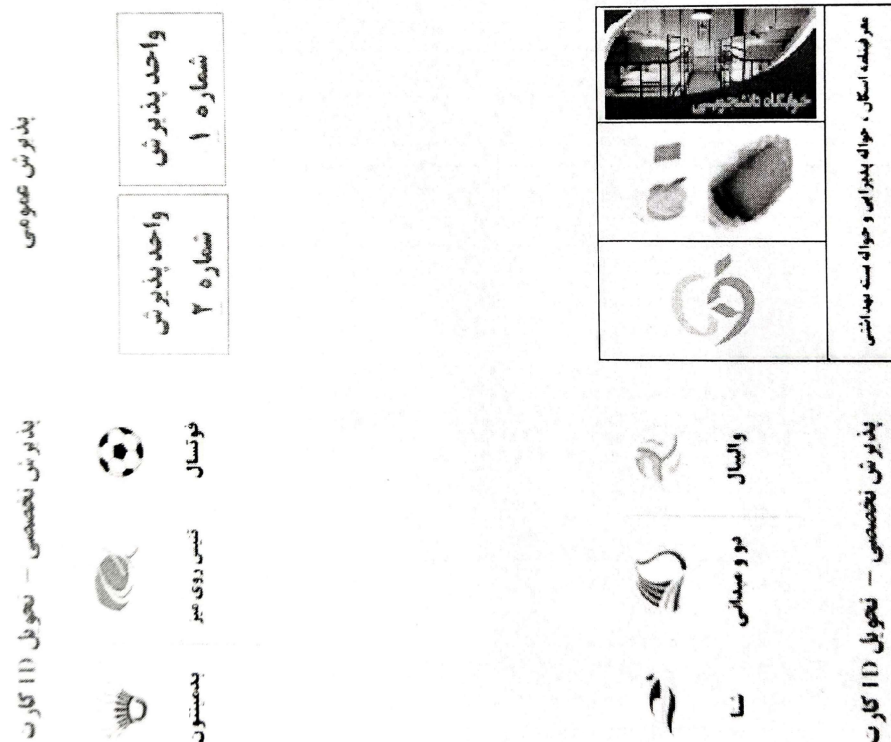 پذیرش عمومی
واحد پذیرش
شماره ۱
واحد پذیرش
شماره ۲
خوابگاه دانشجویی
معرفینامه اسکان ، حواله پذیرایی و حواله بسته بهداشتی
پذیرش تخصصی - تحویل ID کارت
فوتسال
تنیس روی میز
بدمینتون
والیبال
دو و میدانی
شنا
پذیرش تخصصی - تحویل ID کارت